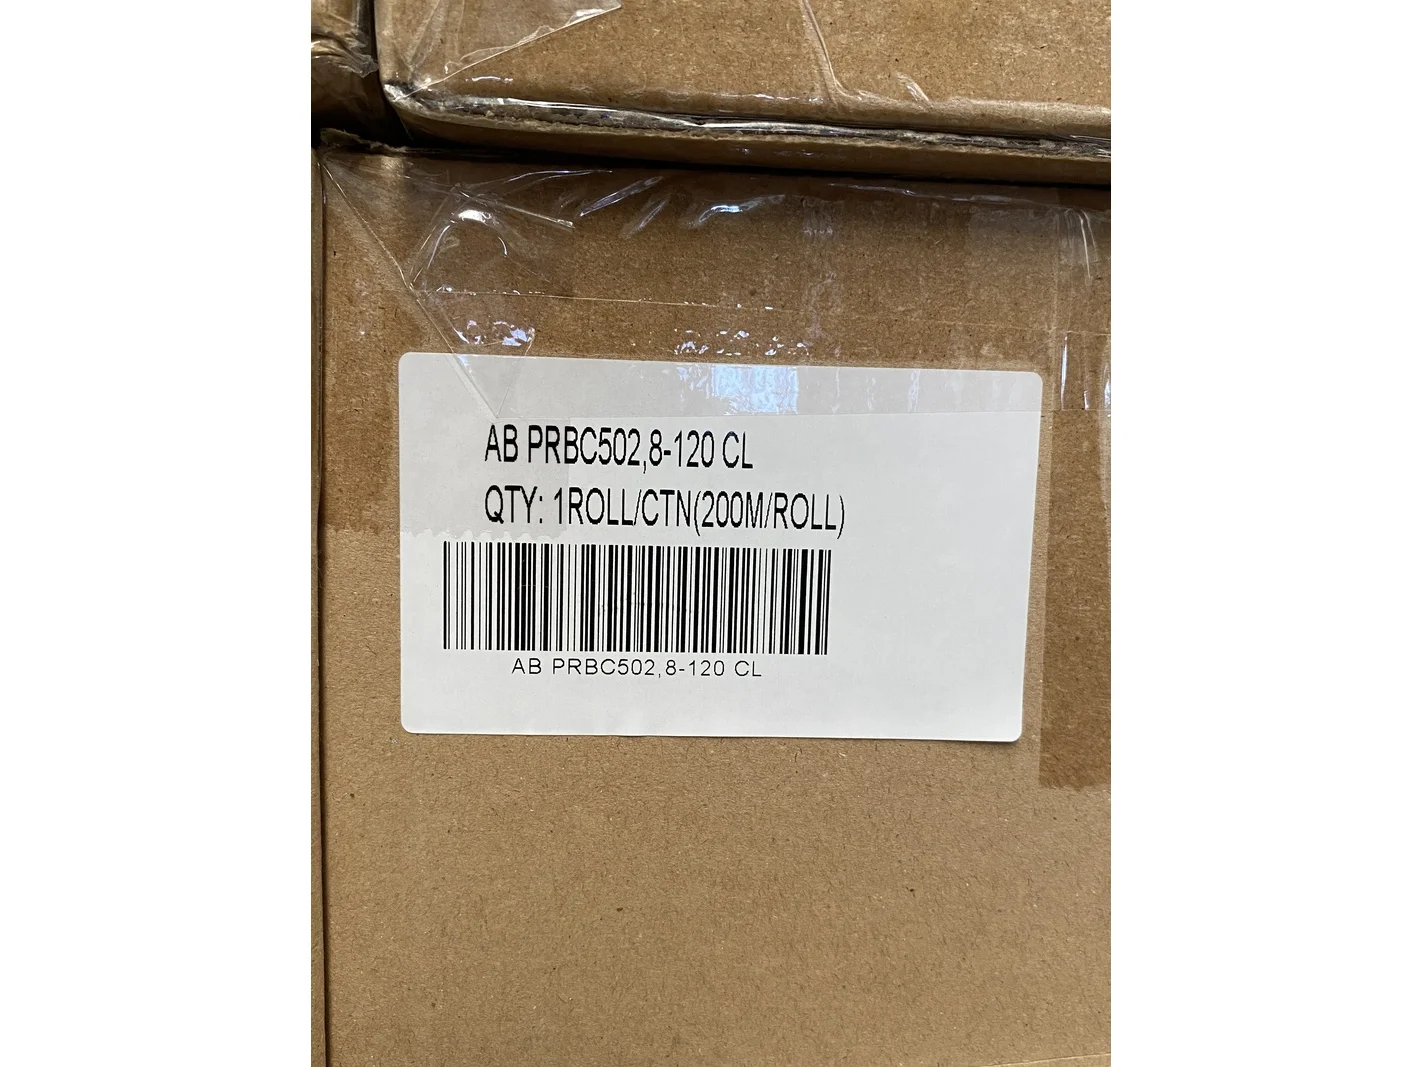 AB PRBC502,8-120 CL
QTY: 1ROLL/CTN(200M/ROLL)
AB PRBC502,8-120 CL